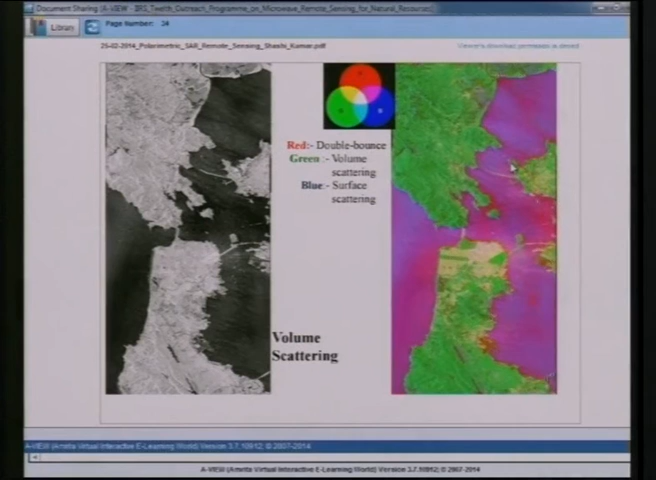 Document Sharing (A-VIEW - IIRS_Twelfth_Outreach_Programme_on_Microwave_Remote_Sensing_for_Natural_Resources)
Library
Page Number: 34
25-02-2014_Polarimetric_SAR_Remote_Sensing_Shashi_Kumar.pdf
Viewer's download permission is denied
Red:- Double-bounce
Green :- Volume
scattering
Blue:- Surface
scattering
Volume
Scattering
A-VIEW (Amrita Virtual Interactive E-Learning World) Version 3.7.10912; © 2007-2014
A-VIEW (Amrita Virtual Interactive E-Learning World) Version 3.7.10912; © 2007-2014